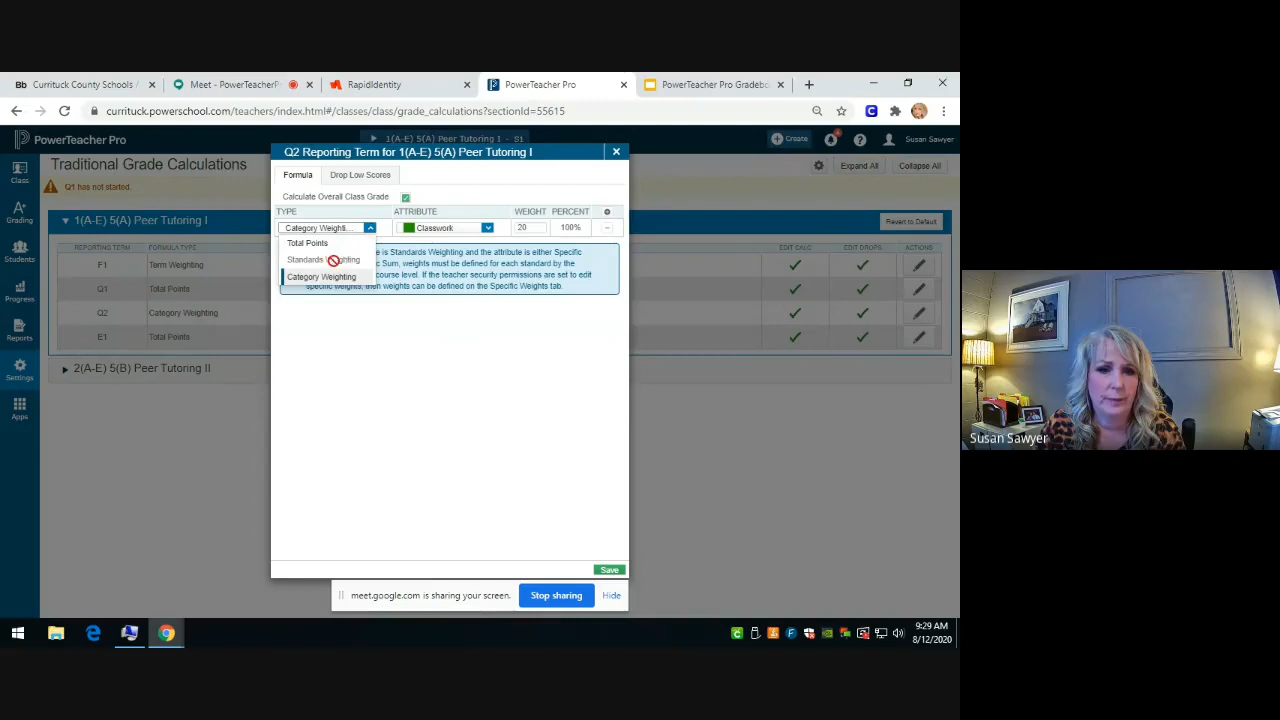 Bb Currituck County Schools /
Meet - PowerTeacherP
RapidIdentity
PowerTeacher Pro
PowerTeacher Pro Gradeb
currituck.powerschool.com/teachers/index.html#/classes/class/grade_calculations?sectionId=55615
PowerTeacher Pro
1(A-E) 5(A) Peer Tutoring I - S1
Create
Susan Sawyer
Class
Grading
Students
Progress
Reports
Settings
Apps
Traditional Grade Calculations
Expand All
Collapse All
Q1 has not started.
1(A-E) 5(A) Peer Tutoring I
Revert to Default
REPORTING TERM FORMULA TYPE EDIT CALC EDIT DROPS ACTIONS
F1 Term Weighting
Q1 Total Points
Q2 Category Weighting
E1 Total Points
2(A-E) 5(B) Peer Tutoring II
Q2 Reporting Term for 1(A-E) 5(A) Peer Tutoring I
Formula Drop Low Scores
Calculate Overall Class Grade
TYPE ATTRIBUTE WEIGHT PERCENT
Category Weighti... Classwork 20 100%
Total Points
Standards Weighting
Category Weighting
e is Standards Weighting and the attribute is either Specific
c Sum, weights must be defined for each standard by the
course level. If the teacher security permissions are set to edit
specific weights, then weights can be defined on the Specific Weights tab.
Save
meet.google.com is sharing your screen.
Stop sharing
Hide
9:29 AM
8/12/2020
Susan Sawyer